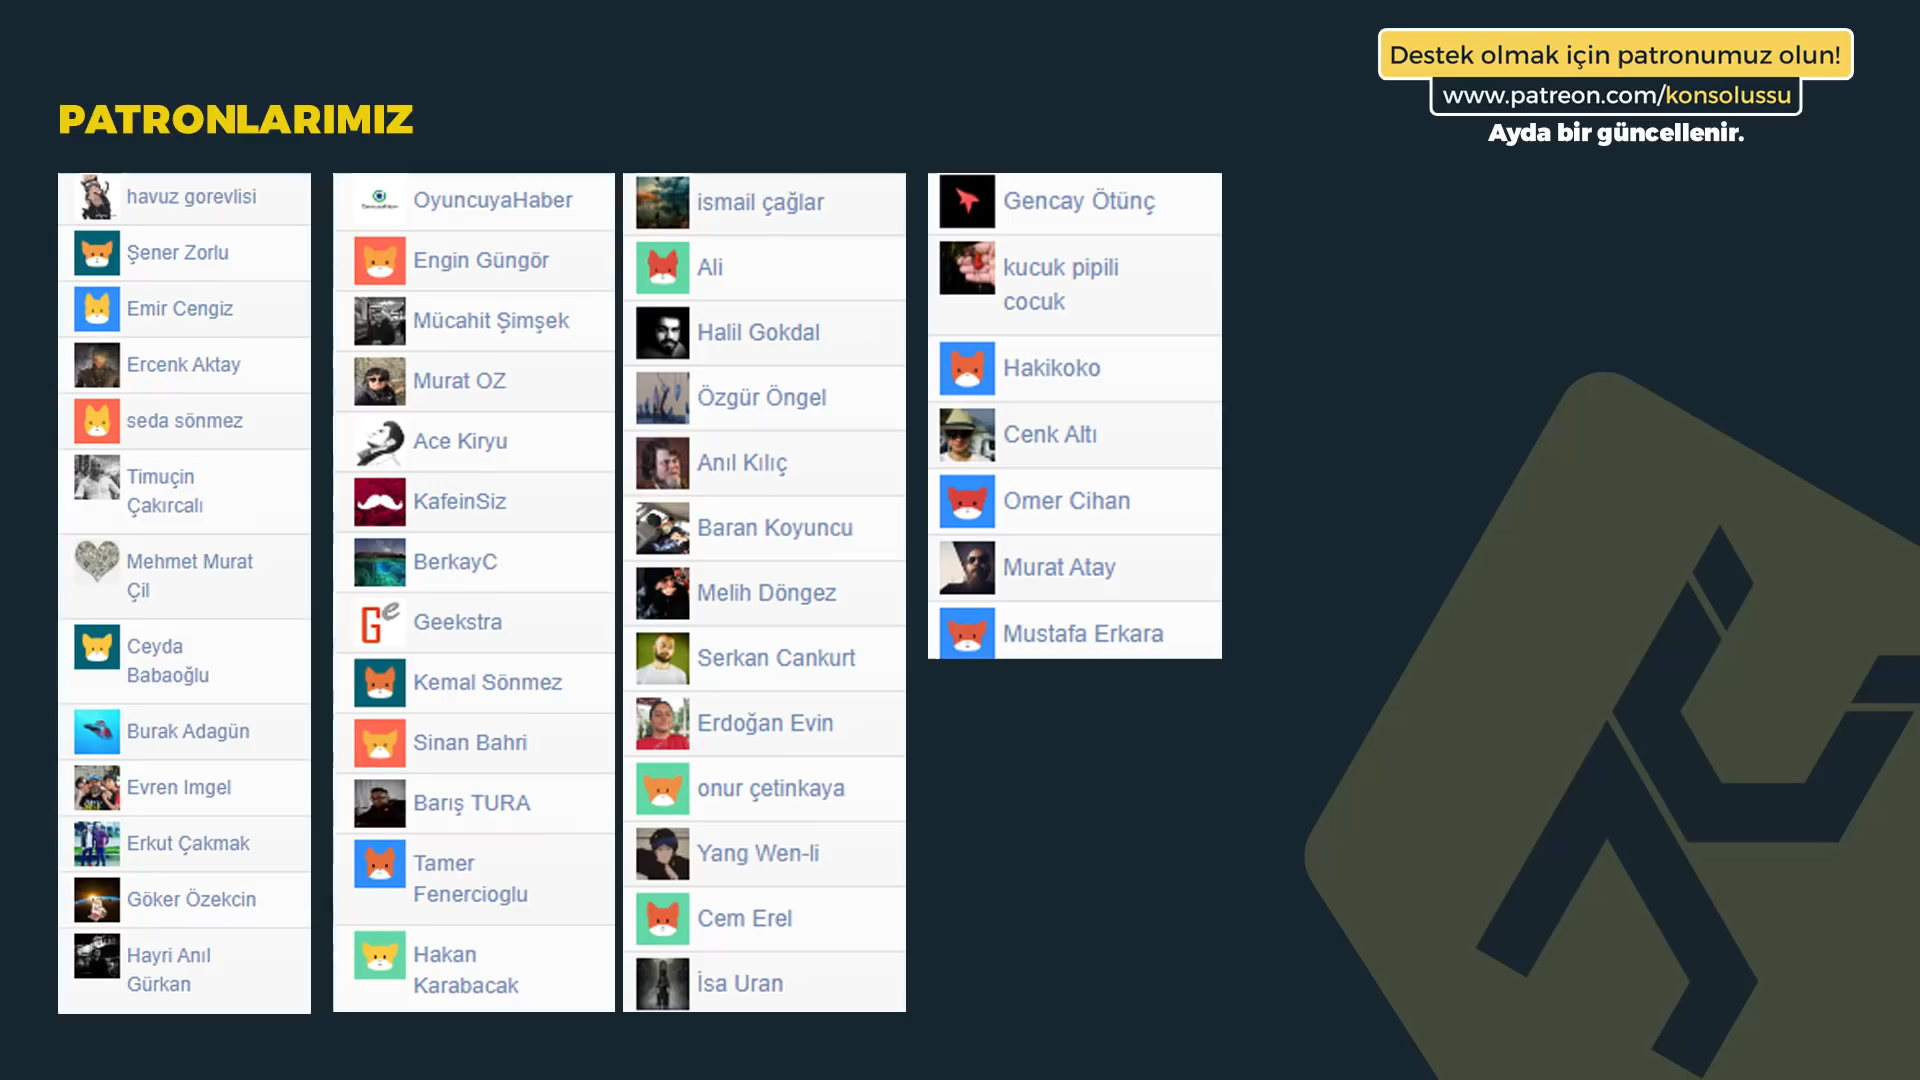 Destek olmak için patronumuz olun!
www.patreon.com/konsolussu
Ayda bir güncellenir.
PATRONLARIMIZ
havuz gorevlisi
Şener Zorlu
Emir Cengiz
Ercenk Aktay
seda sönmez
Timuçin
Çakırcalı
Mehmet Murat
Çil
Ceyda
Babaoğlu
Burak Adagün
Evren Imgel
Erkut Çakmak
Göker Özekcin
Hayri Anıl
Gürkan
OyuncuyaHaber
Engin Güngör
Mücahit Şimşek
Murat OZ
Ace Kiryu
KafeinSiz
BerkayC
Ge
Geekstra
Kemal Sönmez
Sinan Bahri
Barış TURA
Tamer
Fenercioglu
Hakan
Karabacak
ismail çağlar
Ali
Halil Gokdal
Özgür Öngel
Anıl Kılıç
Baran Koyuncu
Melih Döngez
Serkan Cankurt
Erdoğan Evin
onur çetinkaya
Yang Wen-li
Cem Erel
İsa Uran
Gencay Ötünç
kucuk pipili
cocuk
Hakikoko
Cenk Altı
Omer Cihan
Murat Atay
Mustafa Erkara